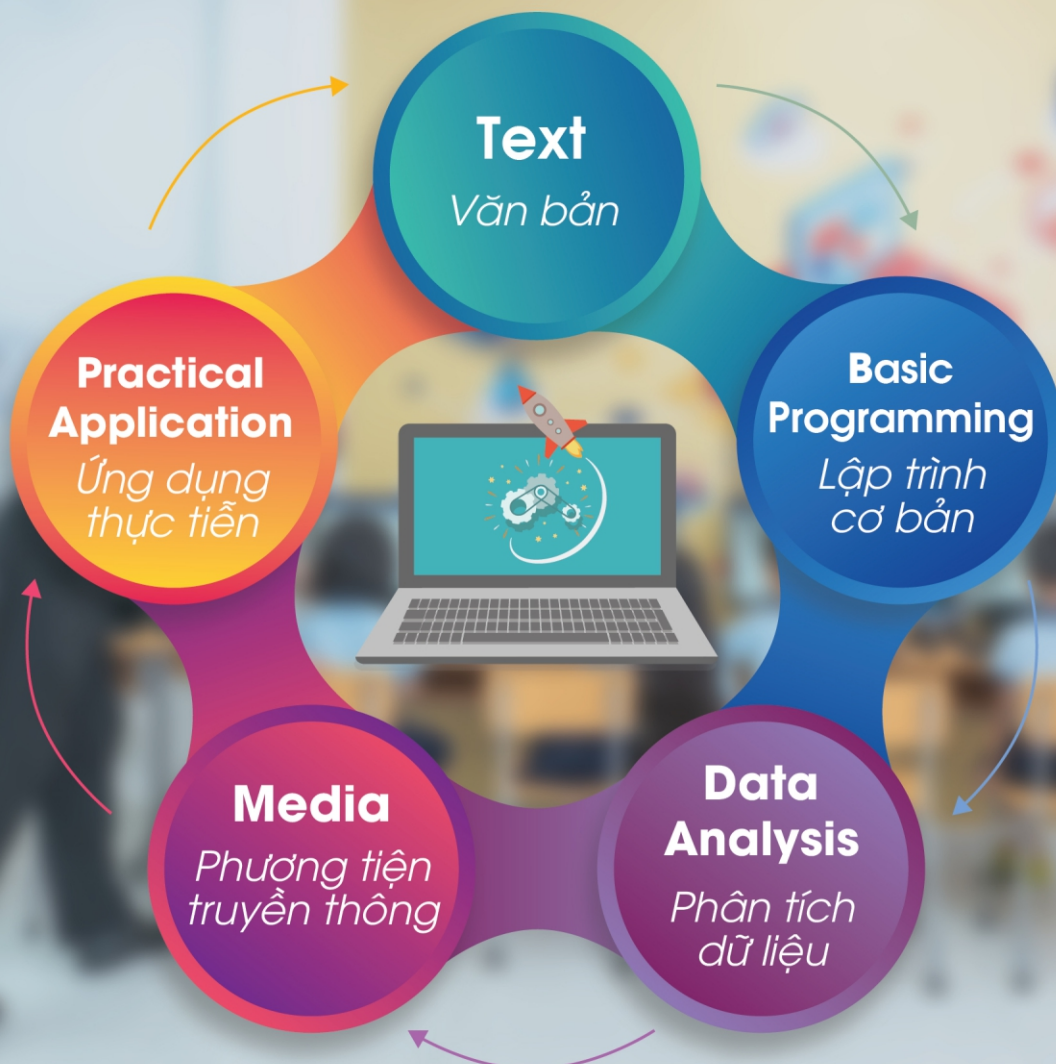 Text
Văn bản
Basic
Programming
Lập trình
cơ bản
Data
Analysis
Phân tích
dữ liệu
Media
Phương tiện
truyền thông
Practical
Application
Ứng dụng
thực tiễn